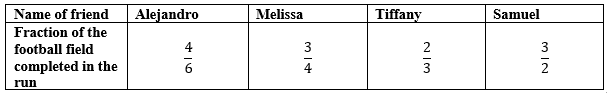 Name of friend Alejandro Melissa Tiffany Samuel
Fraction of the
football field
completed in the
run
4/6 3/4 2/3 3/2